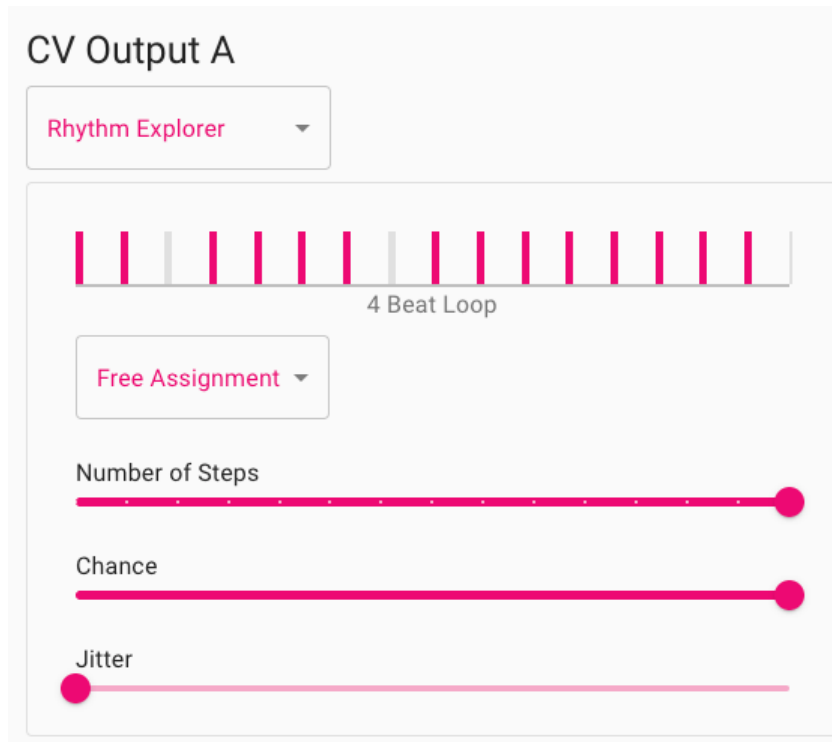 CV Output A
Rhythm Explorer
4 Beat Loop
Free Assignment
Number of Steps
Chance
Jitter